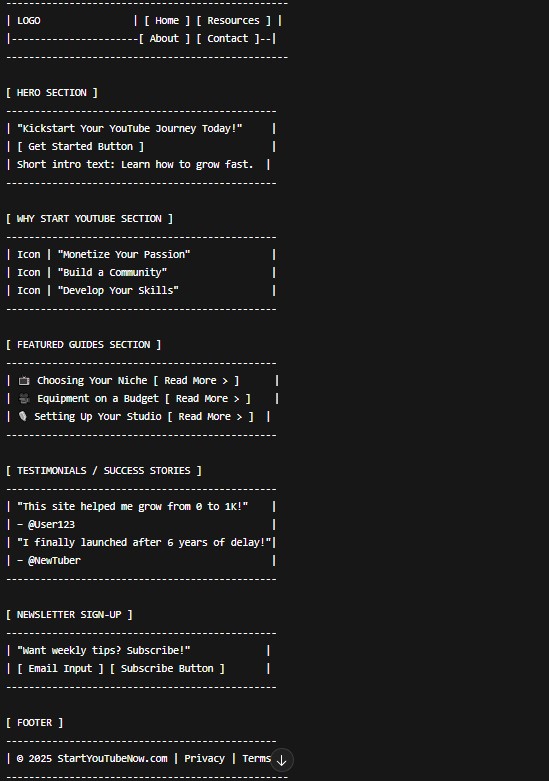 -------------------------------------------------
| LOGO                | [ Home ] [ Resources ] |
|----------------------[ About ] [ Contact ]--|
-------------------------------------------------
[ HERO SECTION ]
-----------------------------------------------
| "Kickstart Your YouTube Journey Today!"     |
| [ Get Started Button ]                      |
| Short intro text: Learn how to grow fast.  |
-----------------------------------------------
[ WHY START YOUTUBE SECTION ]
-----------------------------------------------
| Icon | "Monetize Your Passion"              |
| Icon | "Build a Community"                  |
| Icon | "Develop Your Skills"                |
-----------------------------------------------
[ FEATURED GUIDES SECTION ]
-----------------------------------------------
| 📺 Choosing Your Niche [ Read More > ]      |
| 🎥 Equipment on a Budget [ Read More > ]    |
| 🎙 Setting Up Your Studio [ Read More > ]  |
-----------------------------------------------
[ TESTIMONIALS / SUCCESS STORIES ]
-----------------------------------------------
| "This site helped me grow from 0 to 1K!"    |
| – @User123                                  |
| "I finally launched after 6 years of delay!"|
| – @NewTuber                                 |
-----------------------------------------------
[ NEWSLETTER SIGN-UP ]
-----------------------------------------------
| "Want weekly tips? Subscribe!"             |
| [ Email Input ] [ Subscribe Button ]       |
-----------------------------------------------
[ FOOTER ]
-----------------------------------------------
| © 2025 StartYouTubeNow.com | Privacy | Terms
-----------------------------------------------